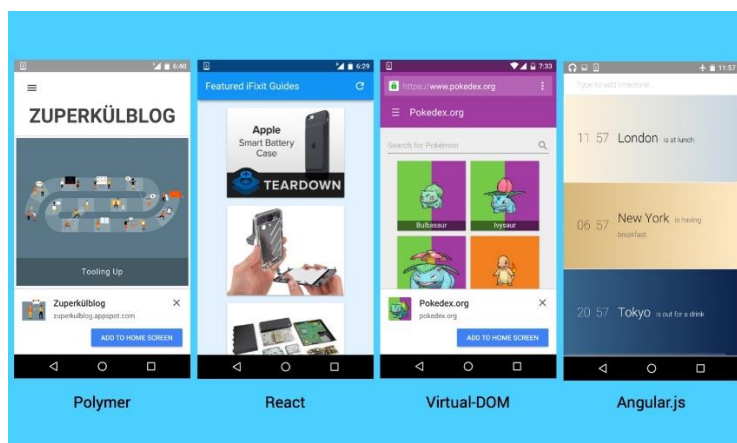 6:40
ZUPERKÜLBLOG
Tooling Up
Zuperkülblog
zuperkulblog.appspot.com
ADD TO HOME SCREEN
Polymer
6:29
Featured iFixit Guides
Apple
Smart Battery
Case
TEARDOWN
React
7:33
https://www.pokedex.org
Pokedex.org
Search for Pokémon
Bulbasaur
Ivysaur
Pokedex.org
pokedex.org
ADD TO HOME SCREEN
Virtual-DOM
11:57
Type to add timezone...
11 57 London is at lunch
06 57 New York is having
breakfast
20 57 Tokyo is out for a drink
Angular.js